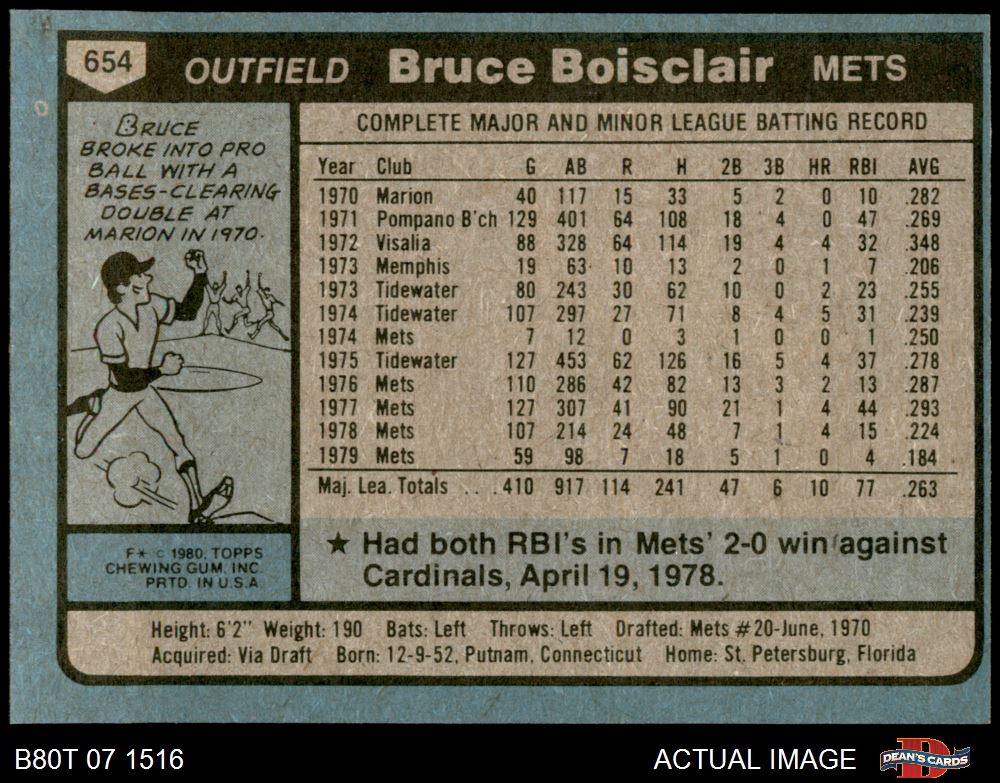 654 OUTFIELD Bruce Boisclair METS
BRUCE
BROKE INTO PRO
BALL WITH A
BASES-CLEARING
DOUBLE AT
MARION IN 1970.
COMPLETE MAJOR AND MINOR LEAGUE BATTING RECORD
Year Club G AB R H 2B 3B HR RBI AVG
1970 Marion 40 117 15 33 5 2 0 10 .282
1971 Pompano B'ch 129 401 64 108 18 4 0 47 .269
1972 Visalia 88 328 64 114 19 4 4 32 .348
1973 Memphis 19 63 10 13 2 0 1 7 .206
1973 Tidewater 80 243 30 62 10 0 2 23 .255
1974 Tidewater 107 297 27 71 8 4 5 31 .239
1974 Mets 7 12 0 3 1 0 0 1 .250
1975 Tidewater 127 453 62 126 16 5 4 37 .278
1976 Mets 110 286 42 82 13 3 2 13 .287
1977 Mets 127 307 41 90 21 1 4 44 .293
1978 Mets 107 214 24 48 7 1 4 15 .224
1979 Mets 59 98 7 18 5 1 0 4 .184
Maj. Lea. Totals . . . 410 917 114 241 47 6 10 77 .263
★ Had both RBI's in Mets' 2-0 win against
Cardinals, April 19, 1978.
F* © 1980, TOPPS
CHEWING GUM, INC.
PRTD. IN U.S.A
Height: 6'2" Weight: 190 Bats: Left Throws: Left Drafted: Mets #20-June, 1970
Acquired: Via Draft Born: 12-9-52, Putnam, Connecticut Home: St. Petersburg, Florida
B80T 07 1516 ACTUAL IMAGE DEAN'S CARDS